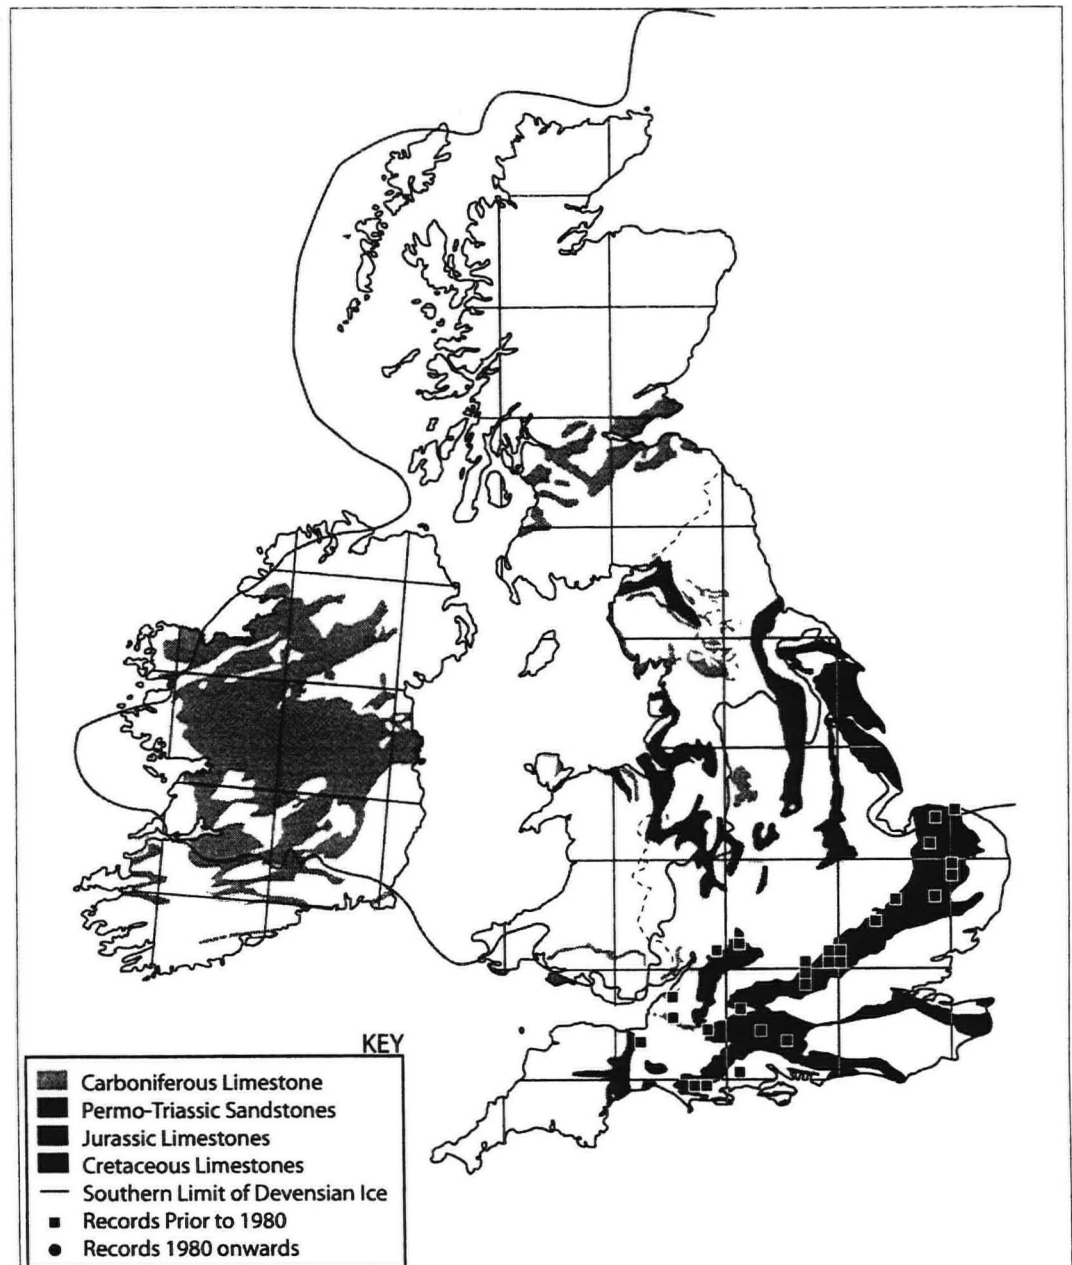 KEY
Carboniferous Limestone
Permo-Triassic Sandstones
Jurassic Limestones
Cretaceous Limestones
Southern Limit of Devensian Ice
Records Prior to 1980
Records 1980 onwards